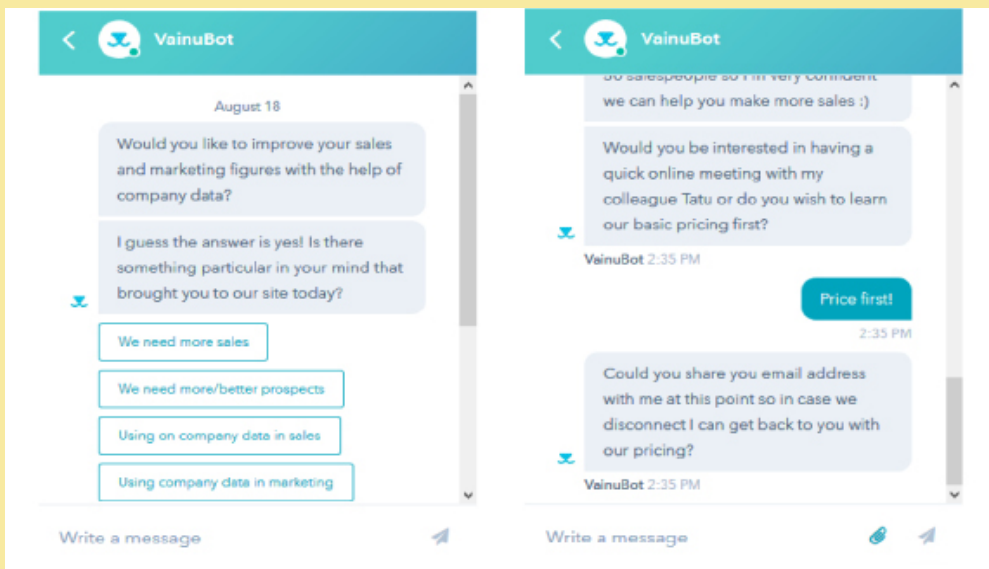 VainuBot
August 18
Would you like to improve your sales
and marketing figures with the help of
company data?
I guess the answer is yes! Is there
something particular in your mind that
brought you to our site today?
We need more sales
We need more/better prospects
Using on company data in sales
Using company data in marketing
Write a message
VainuBot
salespeople so I'm very confident
we can help you make more sales :)
Would you be interested in having a
quick online meeting with my
colleague Tatu or do you wish to learn
our basic pricing first?
VainuBot 2:35 PM
Price first!
2:35 PM
Could you share you email address
with me at this point so in case we
disconnect I can get back to you with
our pricing?
VainuBot 2:35 PM
Write a message